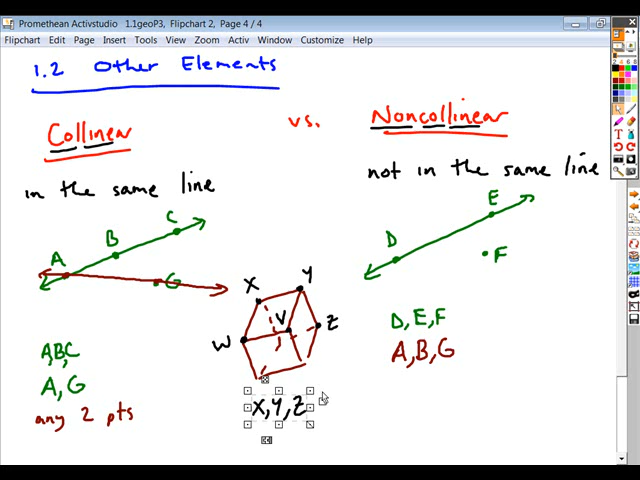 Promethean Activstudio - 1.1geoP3, Flipchart 2, Page 4 / 4
Flipchart Edit Page Insert Tools View Zoom Activ Window Customize Help
1.2 Other Elements
Collinear
vs.
Noncollinear
in the same line
not in the same line
A
B
C
G
D
E
F
X
Y
W
V
Z
A,B,C
A, G
any 2 pts
X,Y,Z
D,E,F
A,B,G